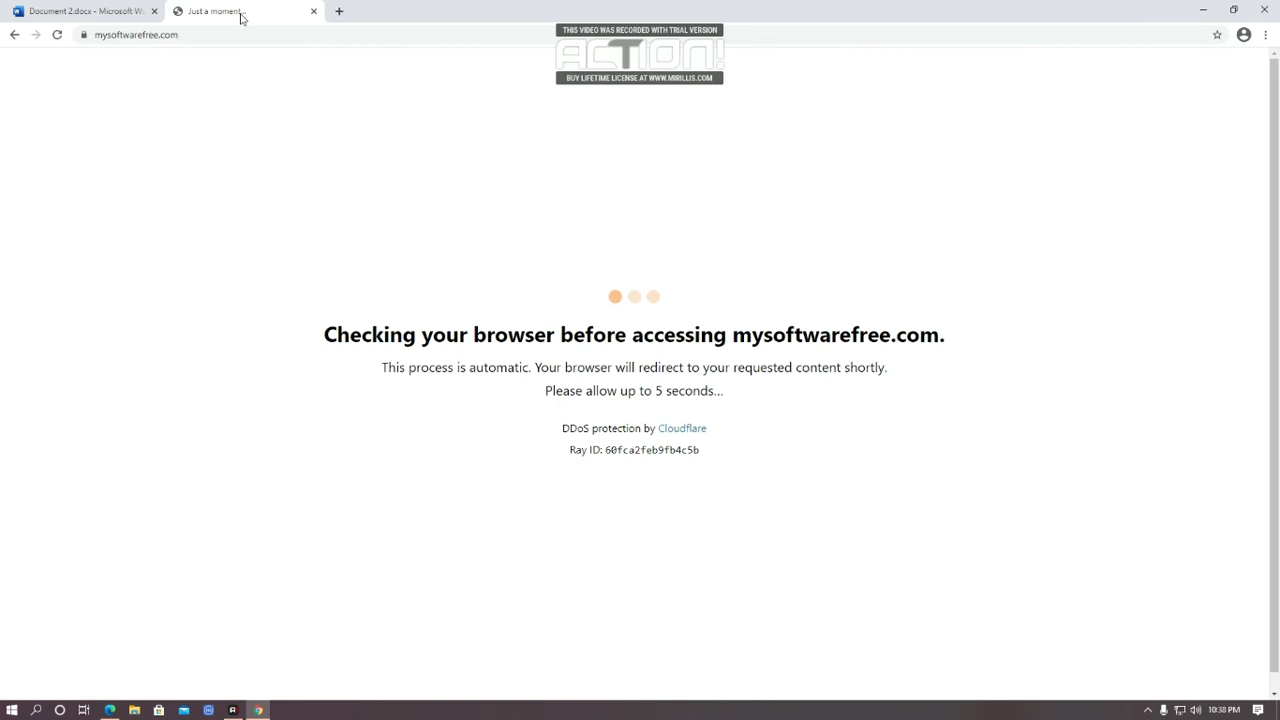 Document 2.docx - Microsoft W
Just a moment...
mysoftwarefree.com
THIS VIDEO WAS RECORDED WITH TRIAL VERSION
ACTION!
BUY LIFETIME LICENSE AT WWW.MIRILLIS.COM
Checking your browser before accessing mysoftwarefree.com.
This process is automatic. Your browser will redirect to your requested content shortly.
Please allow up to 5 seconds...
DDoS protection by Cloudflare
Ray ID: 60fca2feb9fb4c5b
10:38 PM